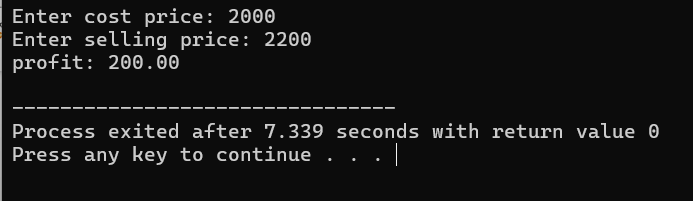 Enter cost price: 2000
Enter selling price: 2200
profit: 200.00
--------------------------------
Process exited after 7.339 seconds with return value 0
Press any key to continue . . .